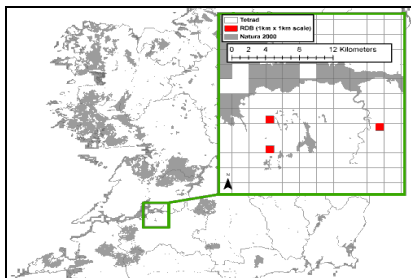 Tetrad
RDB (1km x 1km scale)
Natura 2000
0 2 4 8 12 Kilometers
N